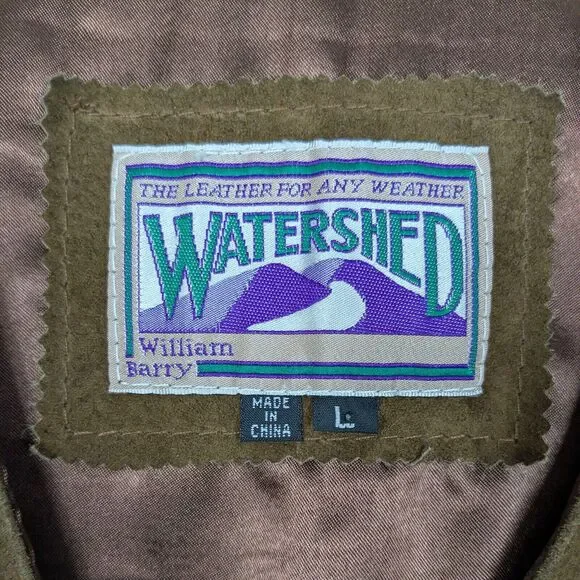 THE LEATHER FOR ANY WEATHER
WATERSHED
William
Barry
MADE
IN
CHINA
L